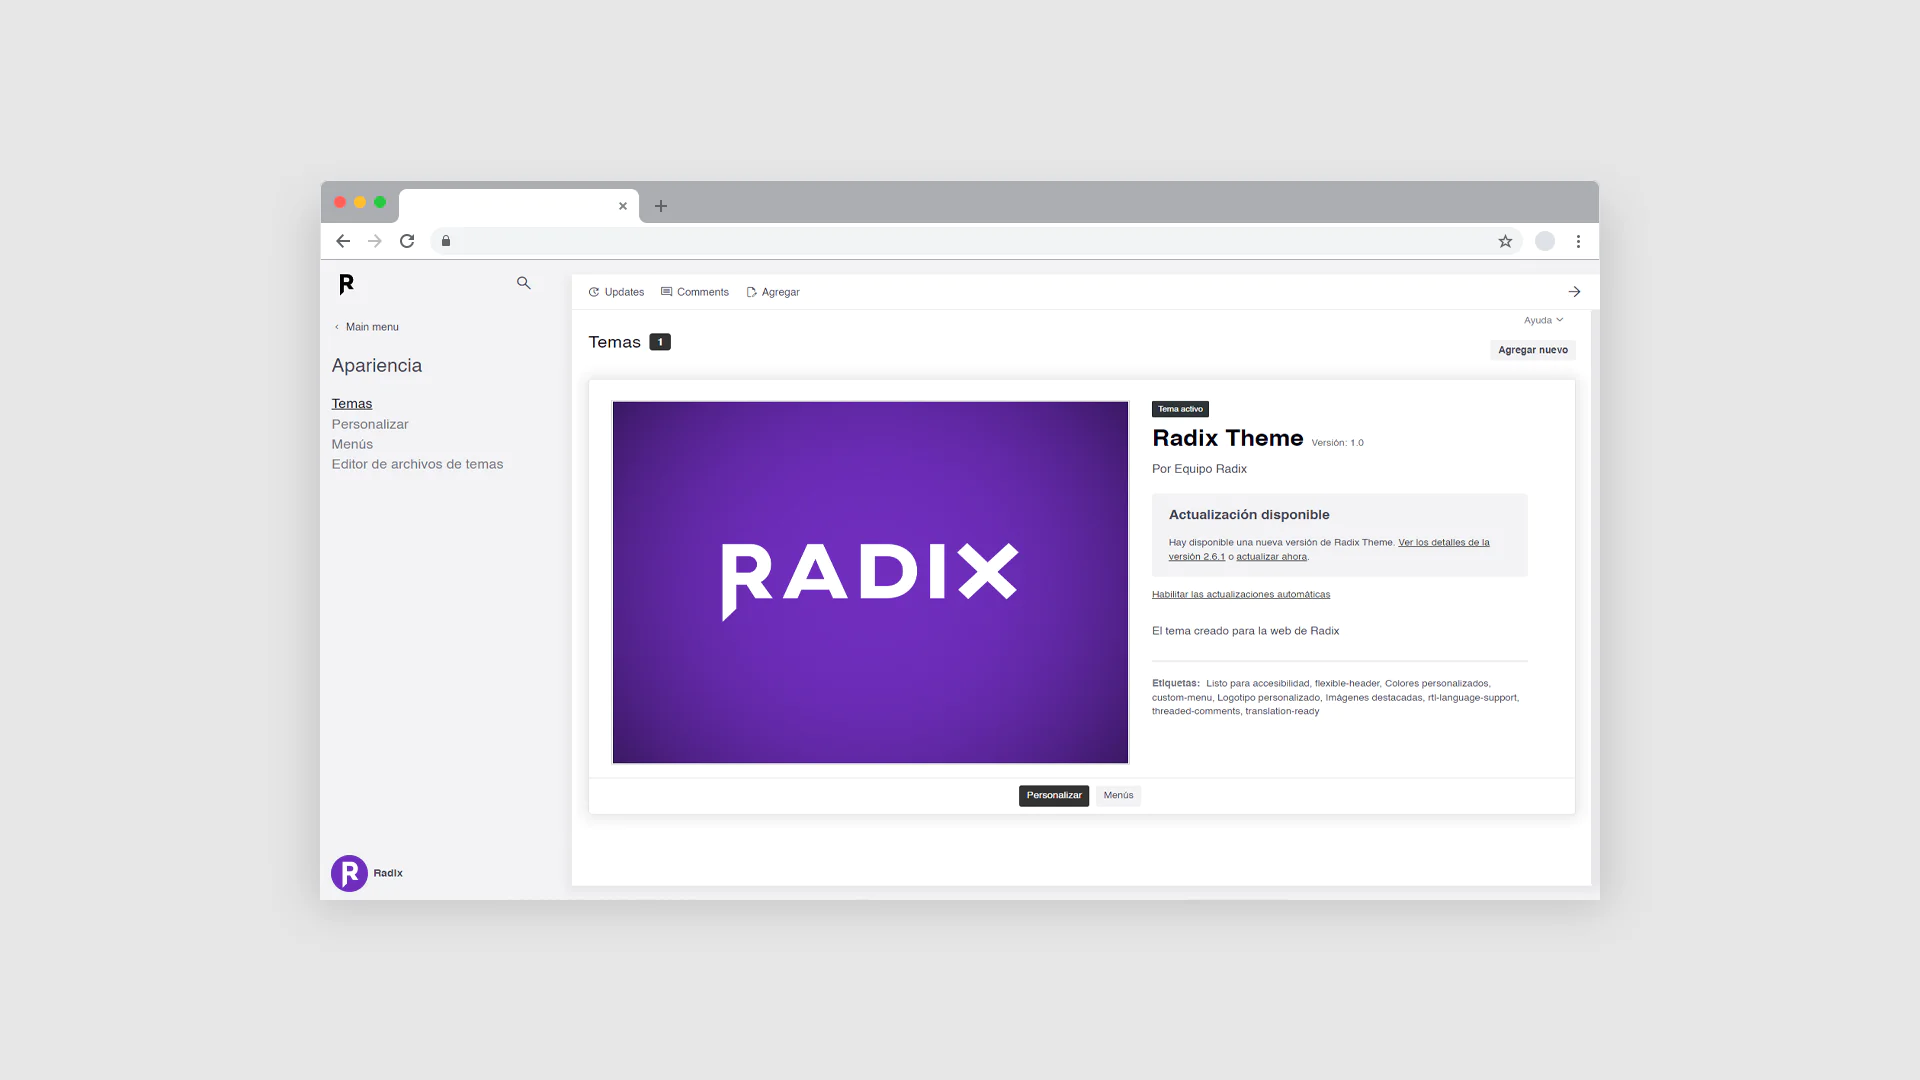 Updates
Comments
Agregar
Main menu
Apariencia
Temas
Personalizar
Menús
Editor de archivos de temas
Radix
Ayuda
Temas 1
Agregar nuevo
RADIX
Tema activo
Radix Theme Versión: 1.0
Por Equipo Radix
Actualización disponible
Hay disponible una nueva versión de Radix Theme. Ver los detalles de la
versión 2.6.1 o actualizar ahora.
Habilitar las actualizaciones automáticas
El tema creado para la web de Radix
Etiquetas: Listo para accesibilidad, flexible-header, Colores personalizados,
custom-menu, Logotipo personalizado, Imágenes destacadas, rtl-language-support,
threaded-comments, translation-ready
Personalizar
Menús